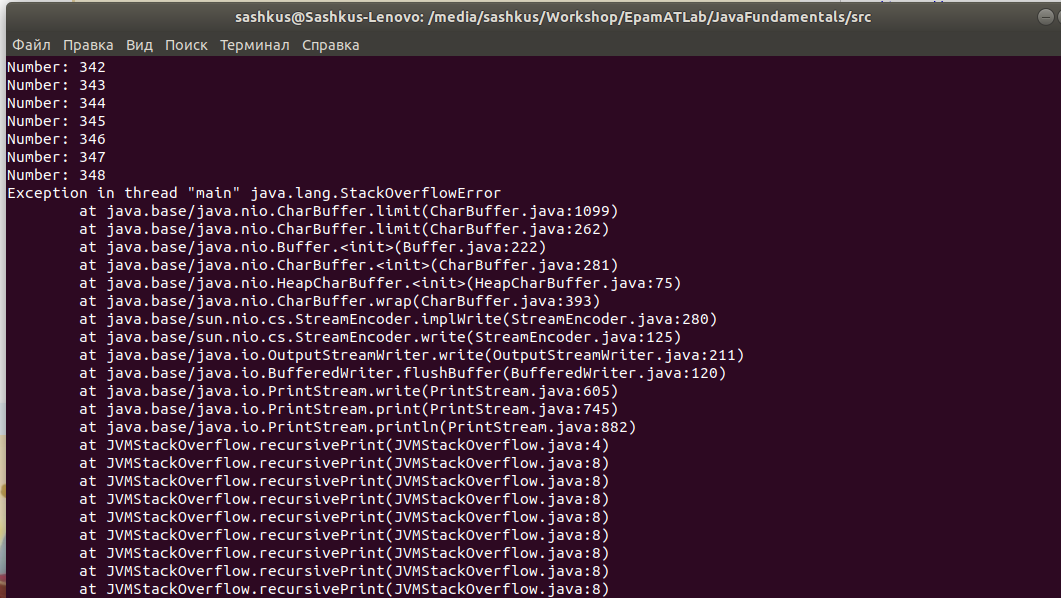 sashkus@Sashkus-Lenovo: /media/sashkus/Workshop/EpamATLab/JavaFundamentals/src
Файл Правка Вид Поиск Терминал Справка
Number: 342
Number: 343
Number: 344
Number: 345
Number: 346
Number: 347
Number: 348
Exception in thread "main" java.lang.StackOverflowError
        at java.base/java.nio.CharBuffer.limit(CharBuffer.java:1099)
        at java.base/java.nio.CharBuffer.limit(CharBuffer.java:262)
        at java.base/java.nio.Buffer.<init>(Buffer.java:222)
        at java.base/java.nio.CharBuffer.<init>(CharBuffer.java:281)
        at java.base/java.nio.HeapCharBuffer.<init>(HeapCharBuffer.java:75)
        at java.base/java.nio.CharBuffer.wrap(CharBuffer.java:393)
        at java.base/sun.nio.cs.StreamEncoder.implWrite(StreamEncoder.java:280)
        at java.base/sun.nio.cs.StreamEncoder.write(StreamEncoder.java:125)
        at java.base/java.io.OutputStreamWriter.write(OutputStreamWriter.java:211)
        at java.base/java.io.BufferedWriter.flushBuffer(BufferedWriter.java:120)
        at java.base/java.io.PrintStream.write(PrintStream.java:605)
        at java.base/java.io.PrintStream.print(PrintStream.java:745)
        at java.base/java.io.PrintStream.println(PrintStream.java:882)
        at JVMStackOverflow.recursivePrint(JVMStackOverflow.java:4)
        at JVMStackOverflow.recursivePrint(JVMStackOverflow.java:8)
        at JVMStackOverflow.recursivePrint(JVMStackOverflow.java:8)
        at JVMStackOverflow.recursivePrint(JVMStackOverflow.java:8)
        at JVMStackOverflow.recursivePrint(JVMStackOverflow.java:8)
        at JVMStackOverflow.recursivePrint(JVMStackOverflow.java:8)
        at JVMStackOverflow.recursivePrint(JVMStackOverflow.java:8)
        at JVMStackOverflow.recursivePrint(JVMStackOverflow.java:8)
        at JVMStackOverflow.recursivePrint(JVMStackOverflow.java:8)